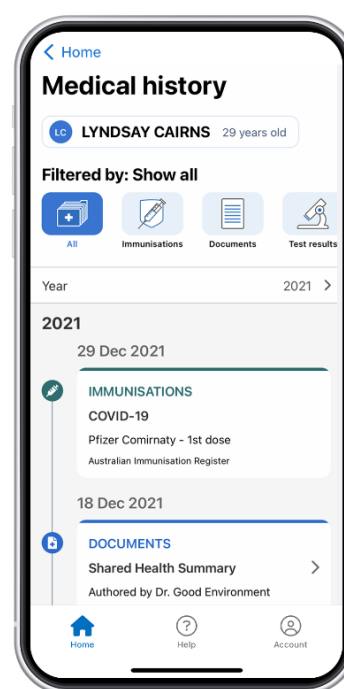 Home
Medical history
LC LYNDSAY CAIRNS 29 years old
Filtered by: Show all
All Immunisations Documents Test results
Year 2021
2021
29 Dec 2021
IMMUNISATIONS
COVID-19
Pfizer Comirnaty - 1st dose
Australian Immunisation Register
18 Dec 2021
DOCUMENTS
Shared Health Summary
Authored by Dr. Good Environment
Home Help Account